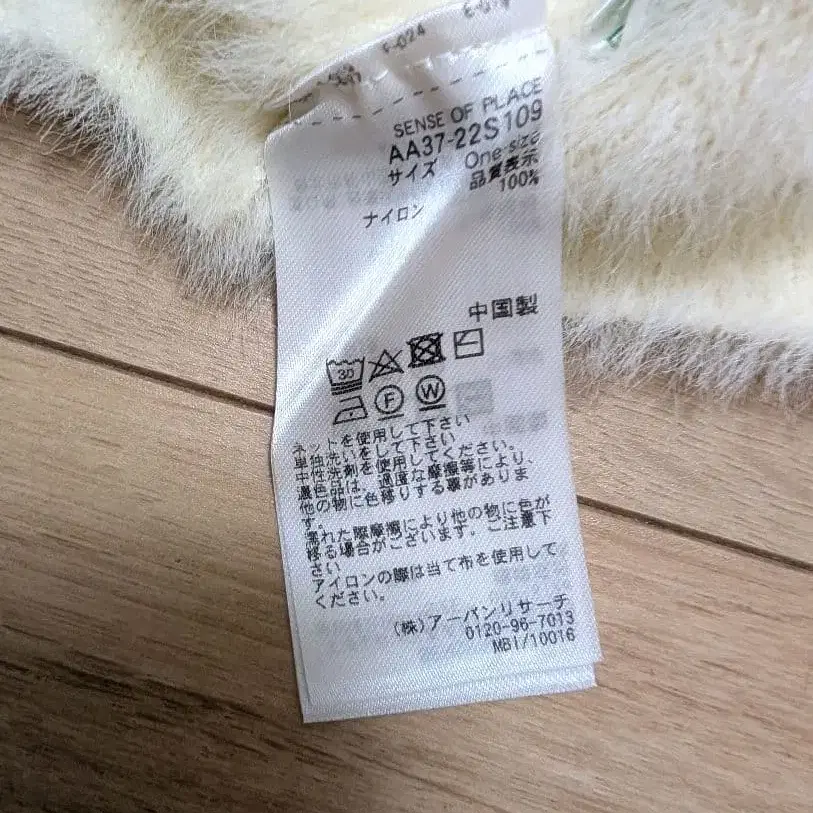 F-024
SENSE OF PLACE
AA37-22S109
サイズ One-size
品質表示
ナイロン 100%
中国製
30
F W
ネットを使用して下さい
単独洗いをして下さい
中性洗剤を使用してください。
濃色品は、過度な摩擦等により、
他の物に色移りする事がありま
す。
濡れた際摩擦により他の物に色が
移る場合がございます。ご注意下
さい
アイロンの際は当て布を使用して
ください。
(株)アーバンリサーチ
0120-96-7013
MBI/10016